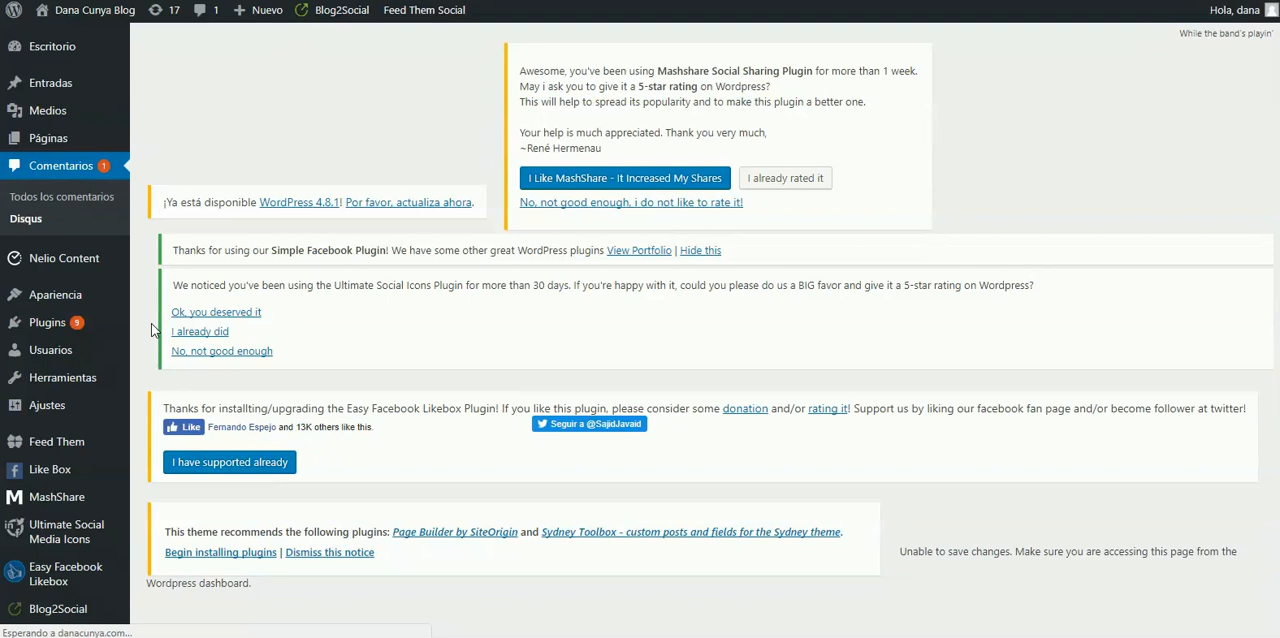 Dana Cunya Blog
17
1
Nuevo
Blog2Social
Feed Them Social
Hola, dana
While the band's playin'
Escritorio
Entradas
Medios
Páginas
Comentarios 1
Todos los comentarios
Disqus
Nelio Content
Apariencia
Plugins 9
Usuarios
Herramientas
Ajustes
Feed Them
Like Box
MashShare
Ultimate Social
Media Icons
Easy Facebook
Likebox
Blog2Social
Esperando a danacunya.com...
Awesome, you've been using Mashshare Social Sharing Plugin for more than 1 week.
May i ask you to give it a 5-star rating on Wordpress?
This will help to spread its popularity and to make this plugin a better one.
Your help is much appreciated. Thank you very much,
~René Hermenau
I Like MashShare - It Increased My Shares
I already rated it
No, not good enough, i do not like to rate it!
¡Ya está disponible WordPress 4.8.1! Por favor, actualiza ahora.
Thanks for using our Simple Facebook Plugin! We have some other great WordPress plugins View Portfolio | Hide this
We noticed you've been using the Ultimate Social Icons Plugin for more than 30 days. If you're happy with it, could you please do us a BIG favor and give it a 5-star rating on Wordpress?
Ok, you deserved it
I already did
No, not good enough
Thanks for installting/upgrading the Easy Facebook Likebox Plugin! If you like this plugin, please consider some donation and/or rating it! Support us by liking our facebook fan page and/or become follower at twitter!
Like
Fernando Espejo and 13K others like this.
Seguir a @SajidJavaid
I have supported already
This theme recommends the following plugins: Page Builder by SiteOrigin and Sydney Toolbox - custom posts and fields for the Sydney theme.
Begin installing plugins | Dismiss this notice
Unable to save changes. Make sure you are accessing this page from the
Wordpress dashboard.